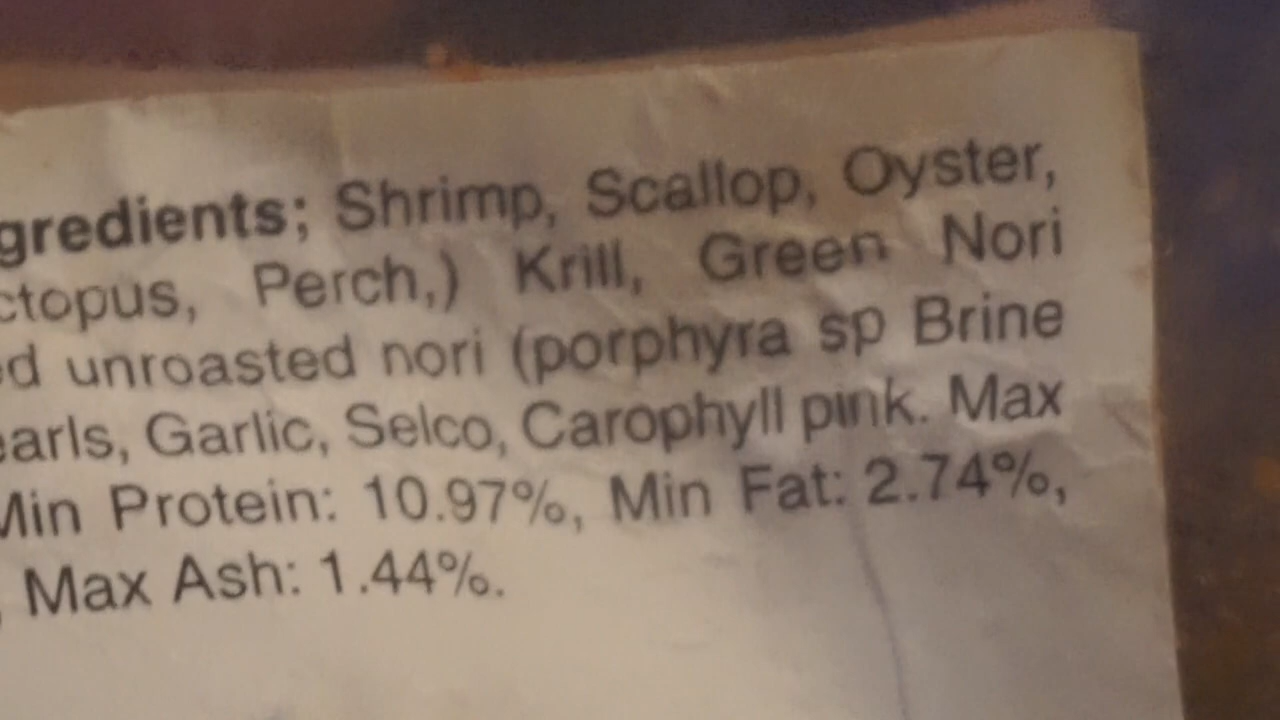 gredients; Shrimp, Scallop, Oyster,
ctopus, Perch,) Krill, Green Nori
ed unroasted nori (porphyra sp Brine
earls, Garlic, Selco, Carophyll pink. Max
Min Protein: 10.97%, Min Fat: 2.74%,
, Max Ash: 1.44%.